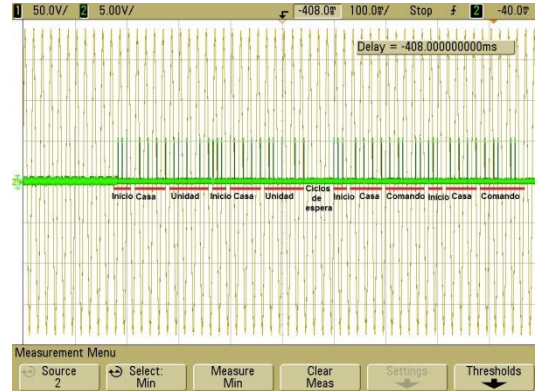 1 50.0V/ 2 5.00V/ -408.0ms 100.0ms/ Stop 2 -40.0ms
Delay = -408.000000000ms
Inicio Casa Unidad Inicio Casa Unidad Ciclos de espera Inicio Casa Comando Inicio Casa Comando
Measurement Menu
Source 2 Select: Min Measure Min Clear Meas Settings Thresholds